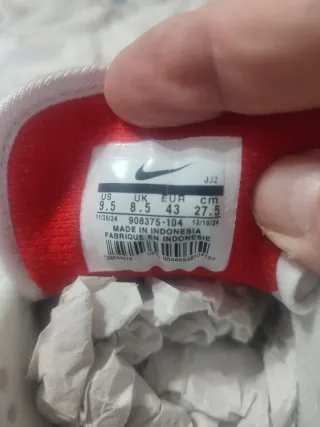 JJ2
US UK EUR cm
9.5 8.5 43 27.5
11/20/24 908375-104 12/10/24
MADE IN INDONESIA
FABRIQUE EN INDONESIE